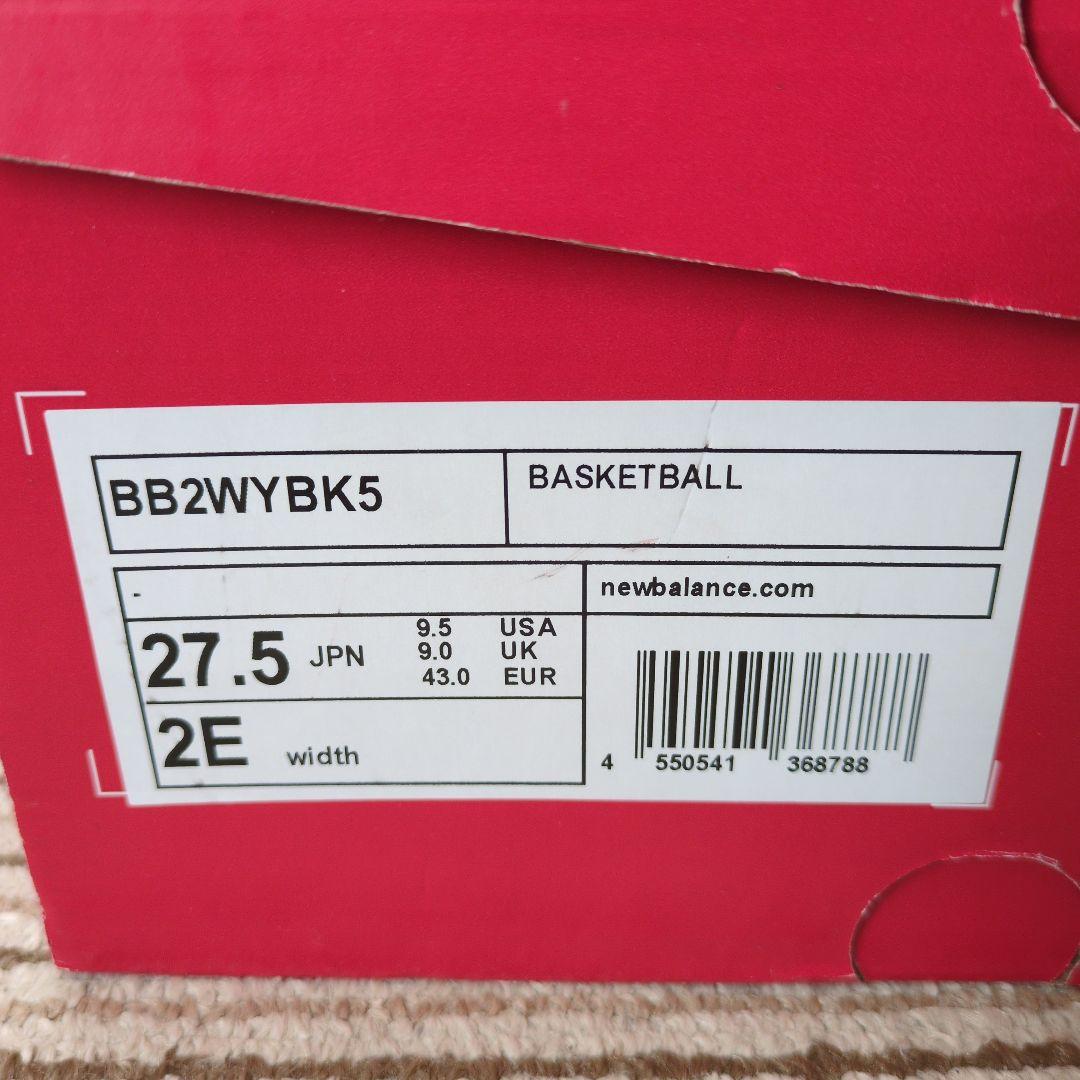 BB2WYBK5
BASKETBALL
-
newbalance.com
27.5 JPN
9.5 USA
9.0 UK
43.0 EUR
2E width
4 550541 368788